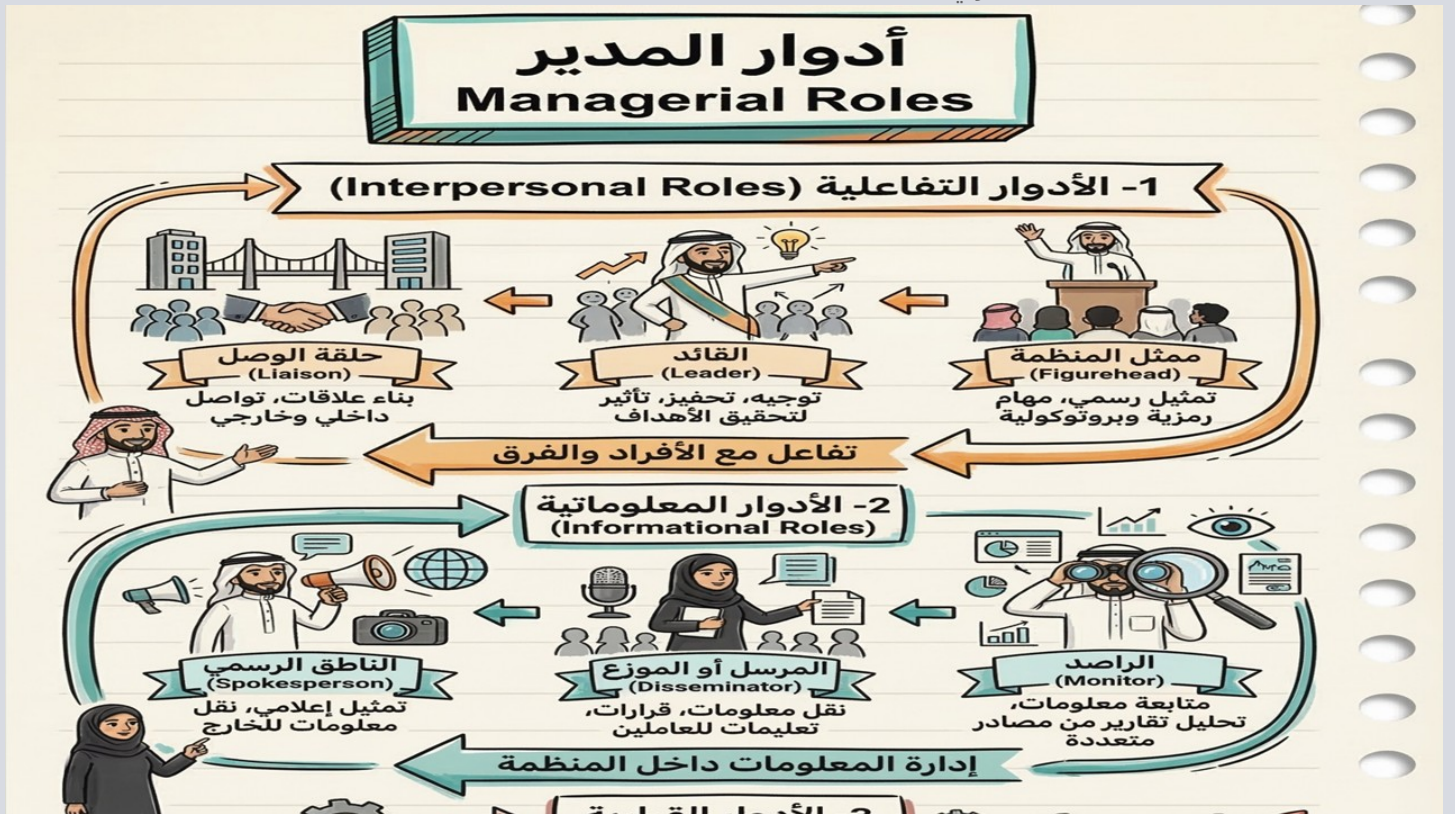 أدوار المدير
Managerial Roles
1- الأدوار التفاعلية (Interpersonal Roles)
ممثل المنظمة
(Figurehead)
تمثيل رسمي، مهام
رمزية وبروتوكولية
القائد
(Leader)
توجيه، تحفيز، تأثير
لتحقيق الأهداف
حلقة الوصل
(Liaison)
بناء علاقات، تواصل
داخلي وخارجي
تفاعل مع الأفراد والفرق
2- الأدوار المعلوماتية
(Informational Roles)
الراصد
(Monitor)
متابعة معلومات،
تحليل تقارير من مصادر
متعددة
المرسل أو الموزع
(Disseminator)
نقل معلومات، قرارات،
تعليمات للعاملين
الناطق الرسمي
(Spokesperson)
تمثيل إعلامي، نقل
معلومات للخارج
إدارة المعلومات داخل المنظمة